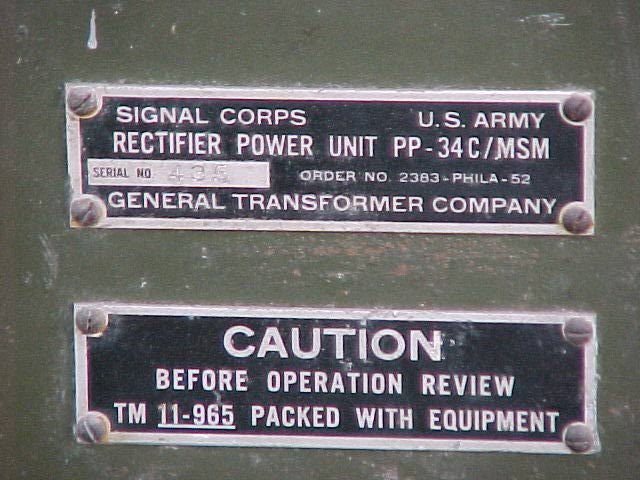 SIGNAL CORPS U.S. ARMY
RECTIFIER POWER UNIT PP-34C/MSM
SERIAL NO ORDER NO. 2383-PHILA-52
GENERAL TRANSFORMER COMPANY
CAUTION
BEFORE OPERATION REVIEW
TM 11-965 PACKED WITH EQUIPMENT